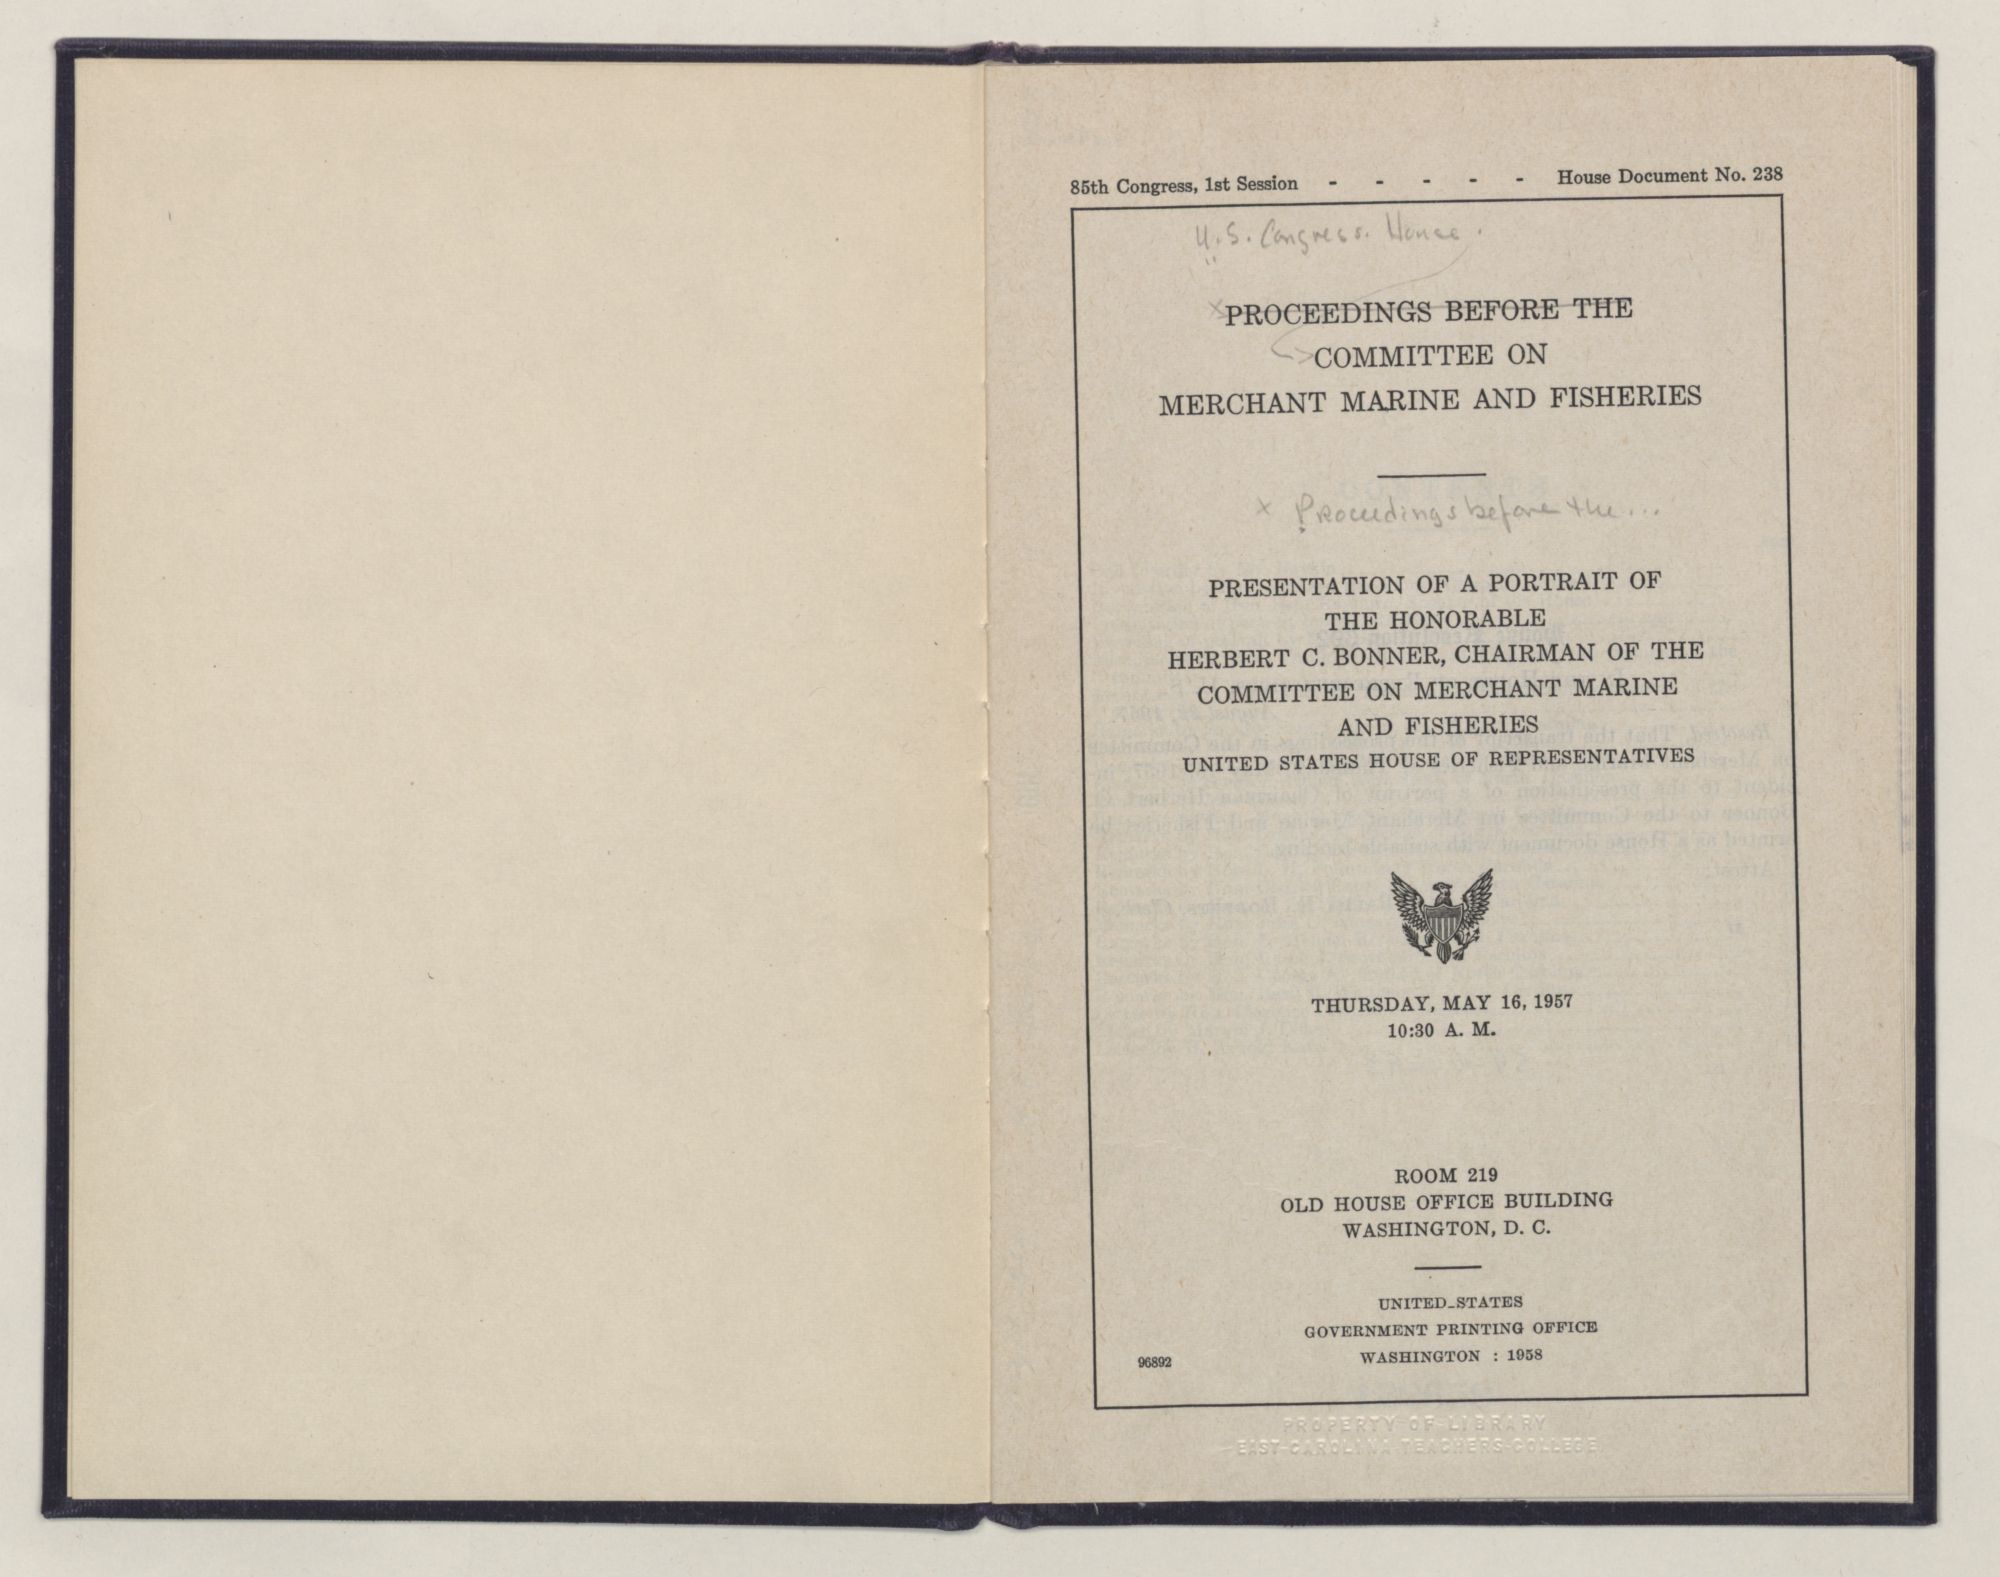 85th Congress, 1st Session - - - - - House Document No. 238
U.S. Congress. House.
PROCEEDINGS BEFORE THE
COMMITTEE ON
MERCHANT MARINE AND FISHERIES
x Proceedings before the...
PRESENTATION OF A PORTRAIT OF
THE HONORABLE
HERBERT C. BONNER, CHAIRMAN OF THE
COMMITTEE ON MERCHANT MARINE
AND FISHERIES
UNITED STATES HOUSE OF REPRESENTATIVES
THURSDAY, MAY 16, 1957
10:30 A. M.
ROOM 219
OLD HOUSE OFFICE BUILDING
WASHINGTON, D. C.
UNITED STATES
GOVERNMENT PRINTING OFFICE
96892 WASHINGTON : 1958
PROPERTY OF LIBRARY
EAST CAROLINA TEACHERS COLLEGE